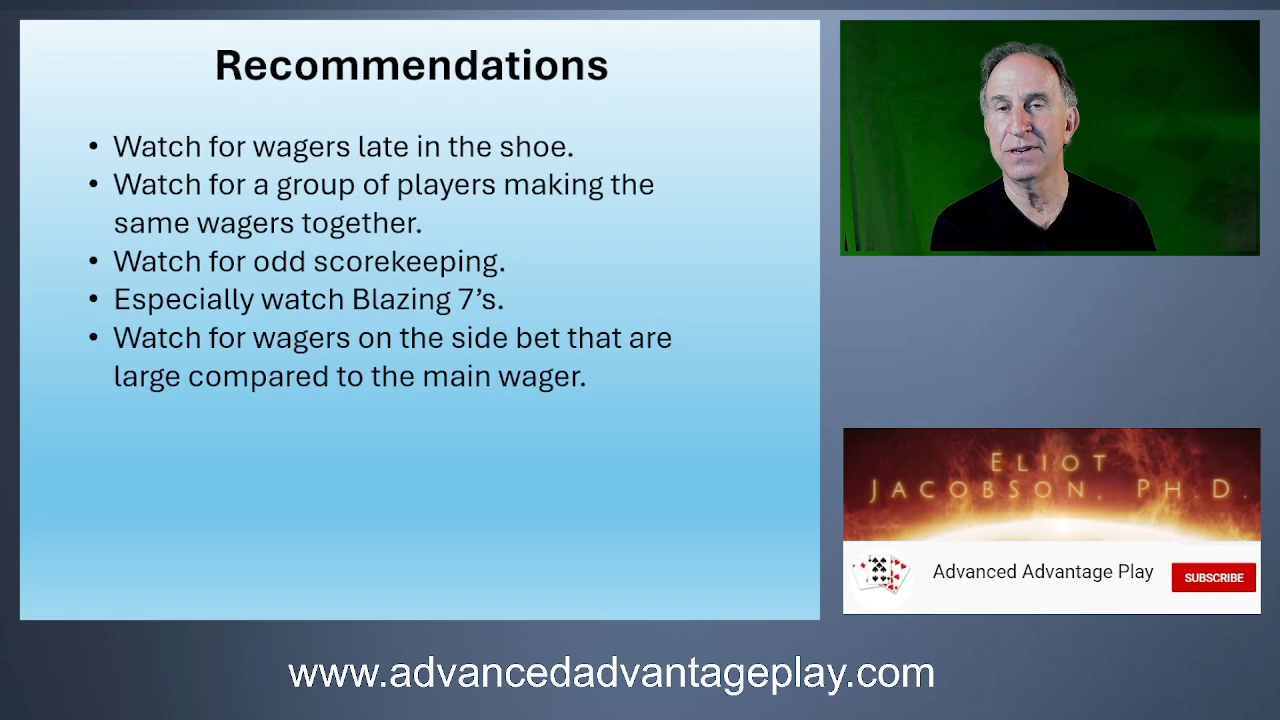 Recommendations
• Watch for wagers late in the shoe.
• Watch for a group of players making the
same wagers together.
• Watch for odd scorekeeping.
• Especially watch Blazing 7’s.
• Watch for wagers on the side bet that are
large compared to the main wager.
ELIOT
JACOBSON, PH.D.
Advanced Advantage Play
SUBSCRIBE
www.advancedadvantageplay.com